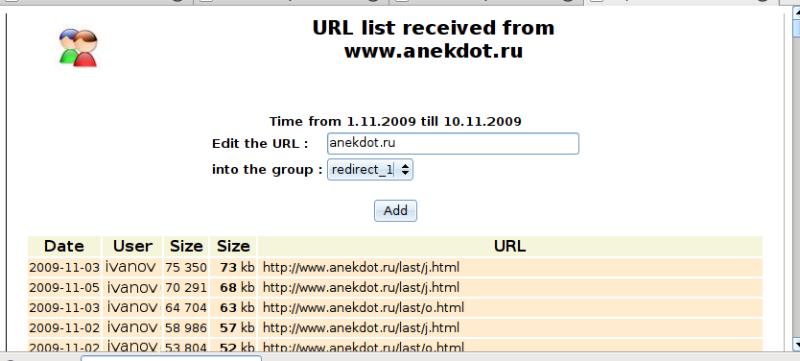 URL list received from
www.anekdot.ru
Time from 1.11.2009 till 10.11.2009
Edit the URL : anekdot.ru
into the group : redirect_1
Add
Date User Size Size URL
2009-11-03 ivanov 75 350 73 kb http://www.anekdot.ru/last/j.html
2009-11-05 ivanov 70 291 68 kb http://www.anekdot.ru/last/j.html
2009-11-03 ivanov 64 704 63 kb http://www.anekdot.ru/last/o.html
2009-11-02 ivanov 58 986 57 kb http://www.anekdot.ru/last/j.html
2009-11-02 ivanov 53 804 52 kb http://www.anekdot.ru/last/o.html